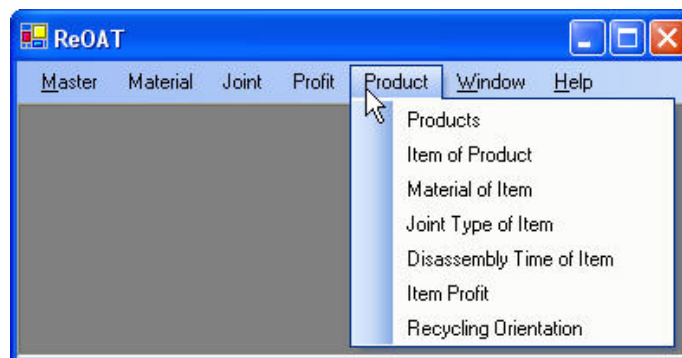 ReOAT
Master Material Joint Profit Product Window Help
Products
Item of Product
Material of Item
Joint Type of Item
Disassembly Time of Item
Item Profit
Recycling Orientation